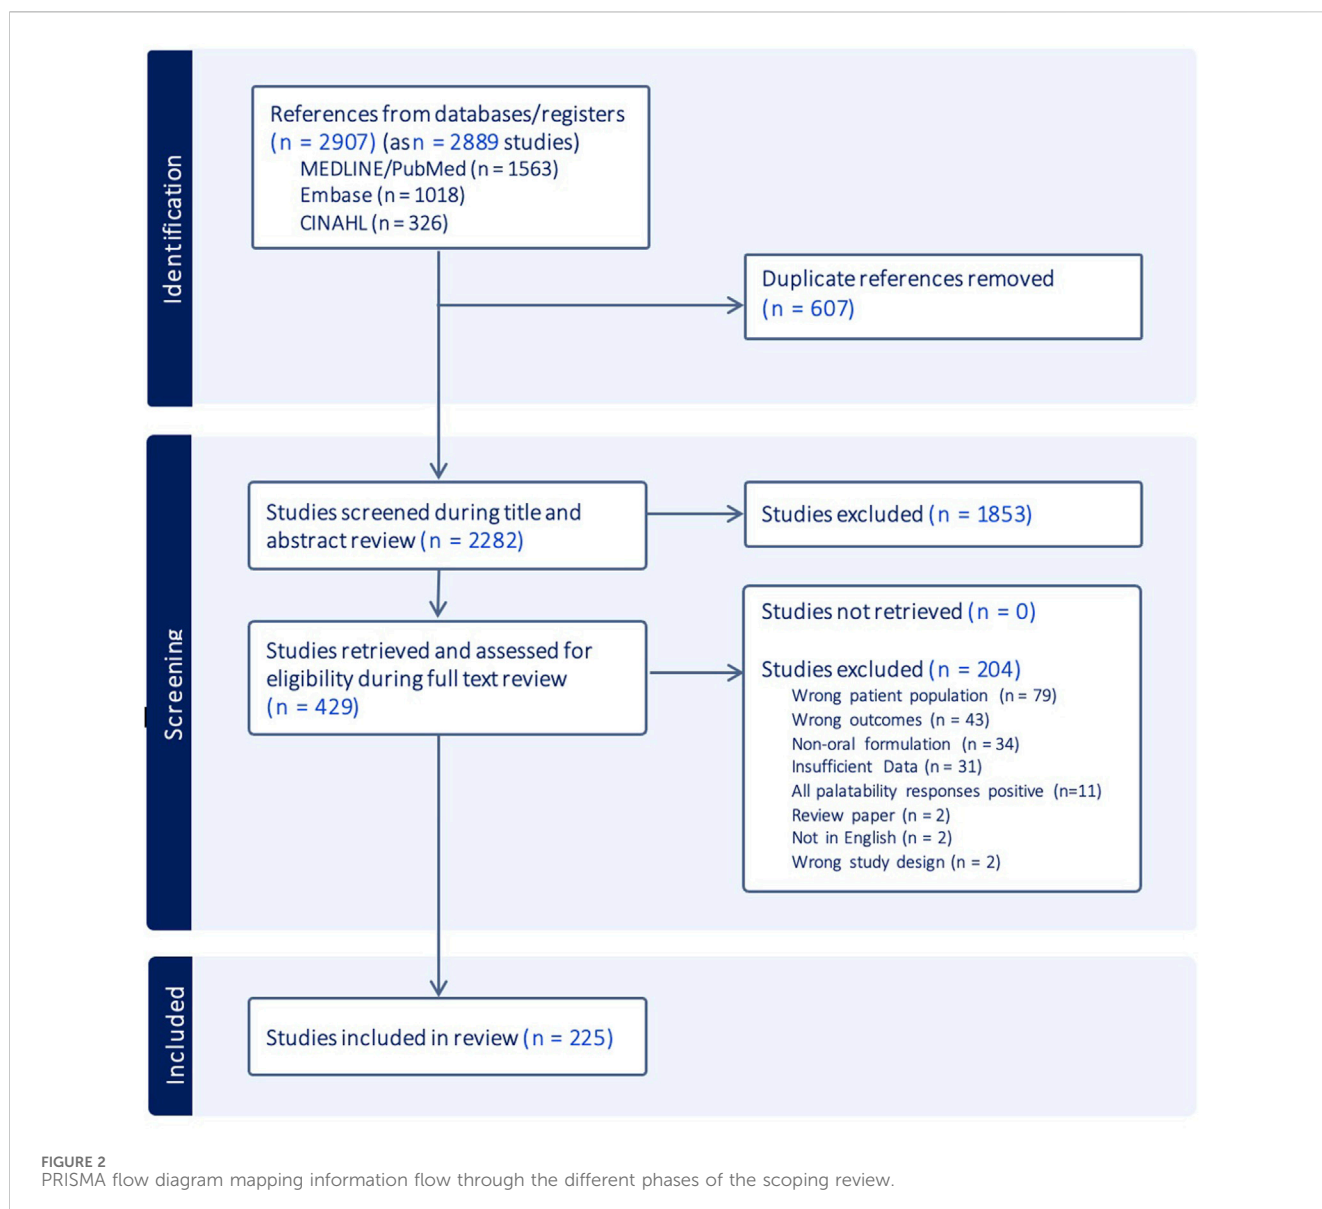 Identification
References from databases/registers
(n = 2907) (as n = 2889 studies)
MEDLINE/PubMed (n = 1563)
Embase (n = 1018)
CINAHL (n = 326)
Duplicate references removed
(n = 607)
Screening
Studies screened during title and
abstract review (n = 2282)
Studies excluded (n = 1853)
Studies retrieved and assessed for
eligibility during full text review
(n = 429)
Studies not retrieved (n = 0)
Studies excluded (n = 204)
Wrong patient population (n = 79)
Wrong outcomes (n = 43)
Non-oral formulation (n = 34)
Insufficient Data (n = 31)
All palatability responses positive (n=11)
Review paper (n = 2)
Not in English (n = 2)
Wrong study design (n = 2)
Included
Studies included in review (n = 225)
FIGURE 2
PRISMA flow diagram mapping information flow through the different phases of the scoping review.